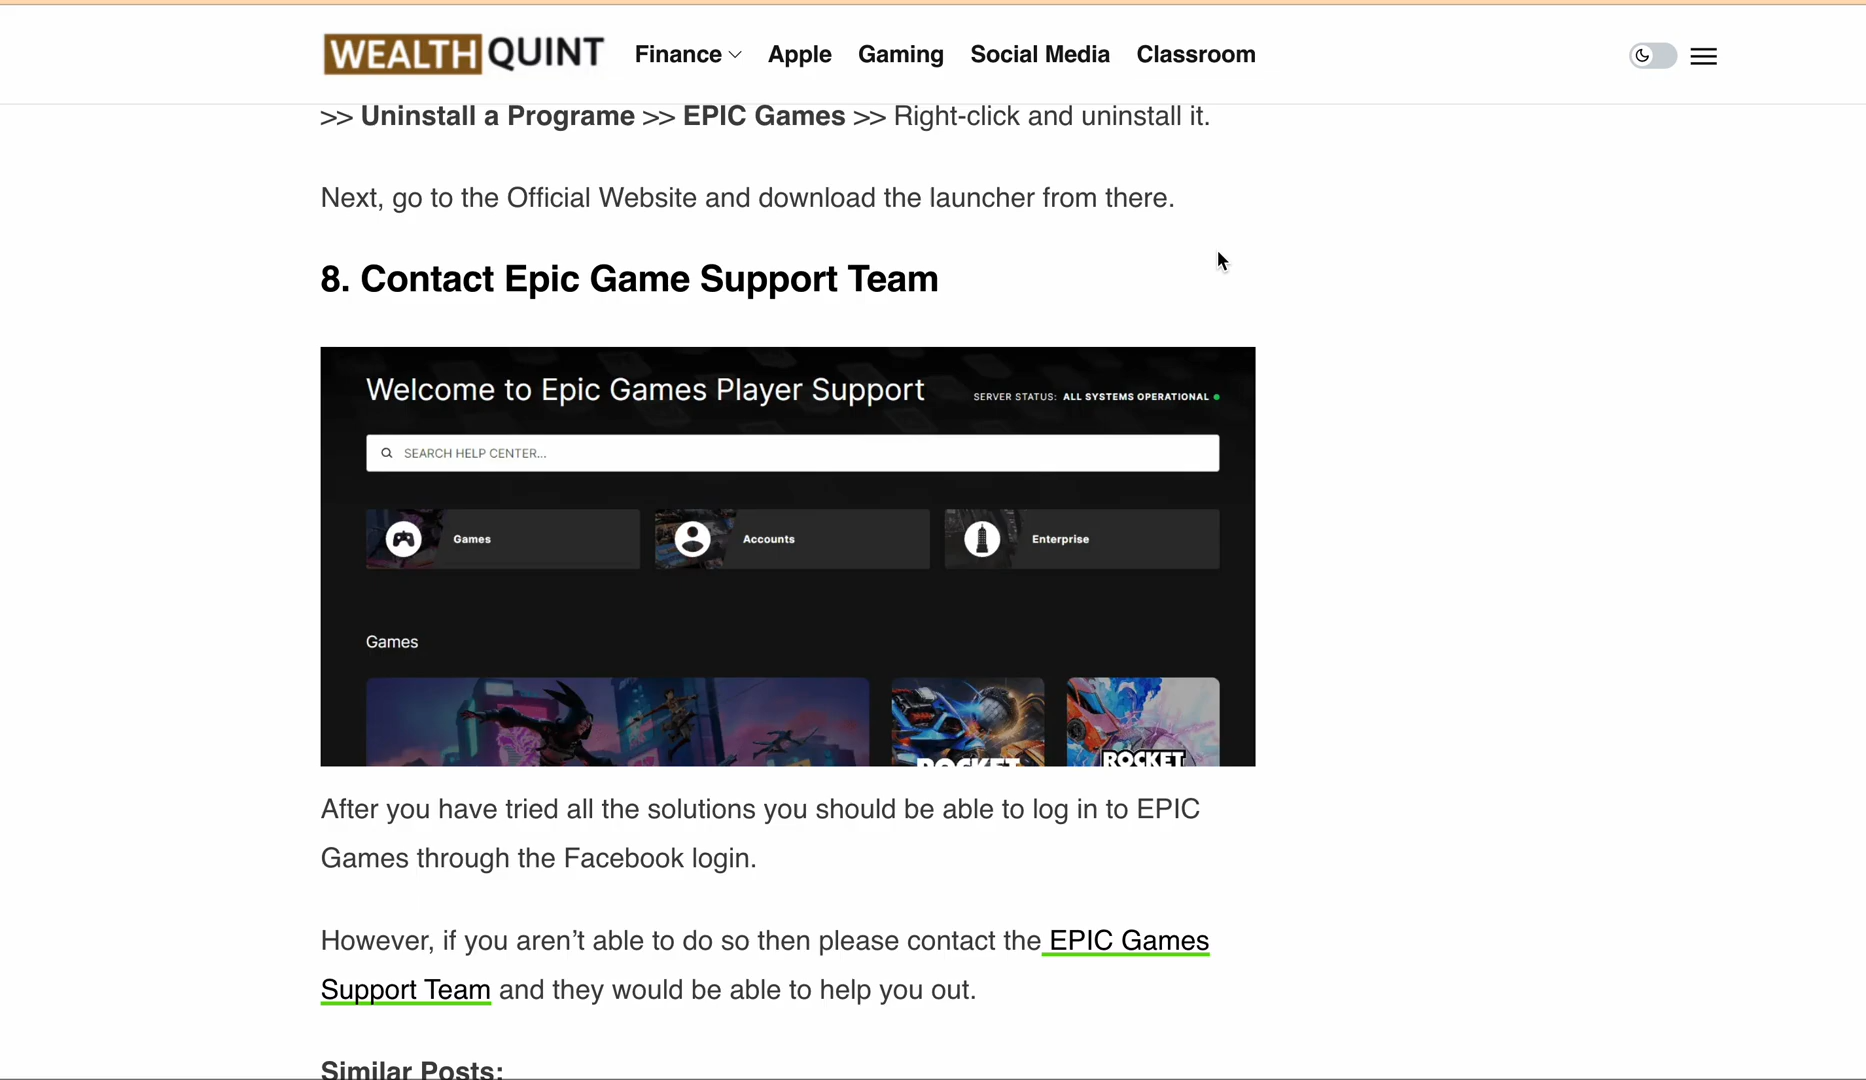 WEALTH QUINT Finance Apple Gaming Social Media Classroom
>> Uninstall a Programe >> EPIC Games >> Right-click and uninstall it.
Next, go to the Official Website and download the launcher from there.
8. Contact Epic Game Support Team
Welcome to Epic Games Player Support
SERVER STATUS: ALL SYSTEMS OPERATIONAL
SEARCH HELP CENTER...
Games Accounts Enterprise
Games
ROCKET ROCKET
After you have tried all the solutions you should be able to log in to EPIC
Games through the Facebook login.
However, if you aren’t able to do so then please contact the EPIC Games
Support Team and they would be able to help you out.
Similar Posts: